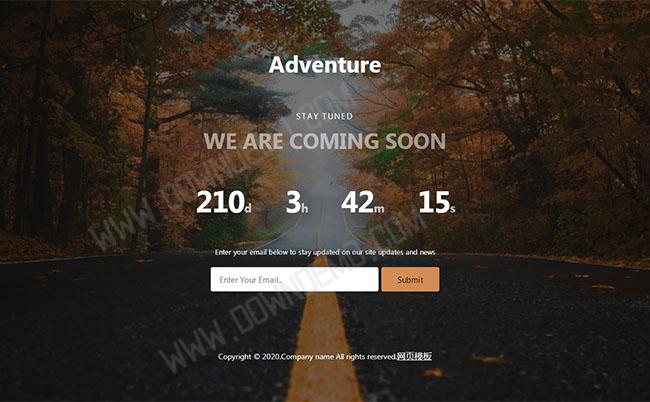 Adventure
STAY TUNED
WE ARE COMING SOON
210d 3h 42m 15s
Enter your email below to stay updated on our site updates and news
Enter Your Email..
Submit
Copyright © 2020.Company name All rights reserved.网页模板
WWW.DOWNDEMO.COM
WWW.DOWNDEMO.COM